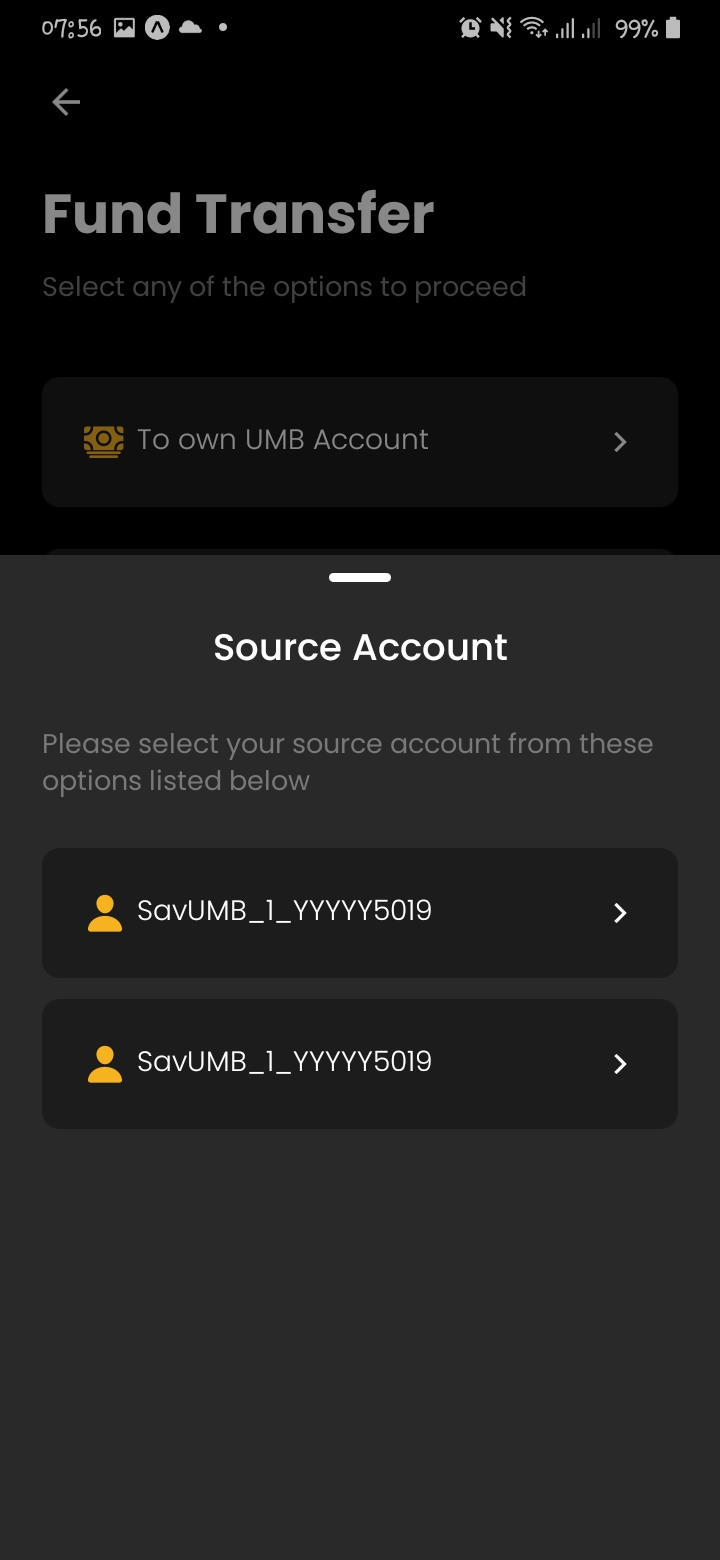 07:56 99%
Fund Transfer
Select any of the options to proceed
To own UMB Account
Source Account
Please select your source account from these
options listed below
SavUMB_1_YYYYY5019
SavUMB_1_YYYYY5019